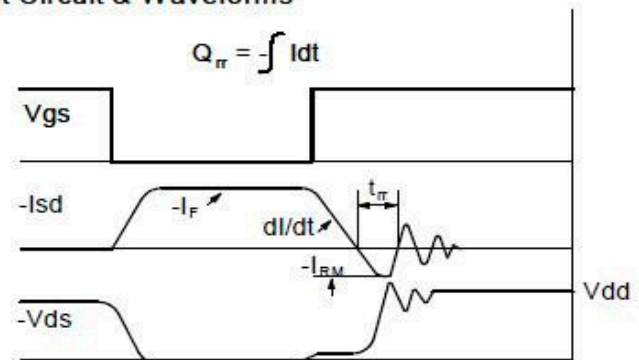 t Circuit & Waveforms
Qrr = -∫ Idt
Vgs
-Isd
-IF
dI/dt
trr
-IRM
Vdd
-Vds